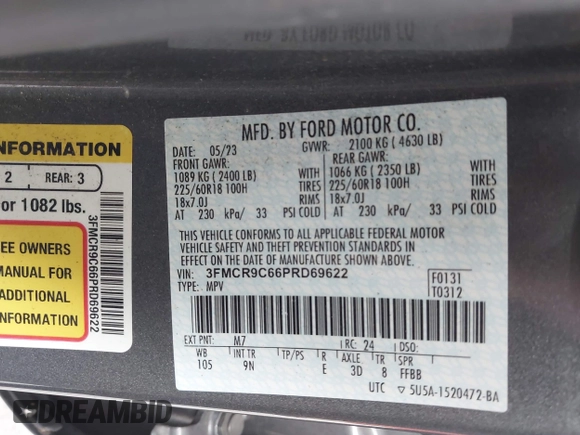 MFD. BY FORD MOTOR CO.
DATE: 05/23 GVWR: 2100 KG ( 4630 LB)
FRONT GAWR: REAR GAWR:
1089 KG ( 2400 LB) WITH 1066 KG ( 2350 LB) WITH
225/60R18 100H TIRES 225/60R18 100H TIRES
18x7.0J RIMS 18x7.0J RIMS
AT 230 kPa/ 33 PSI COLD AT 230 kPa/ 33 PSI COLD
THIS VEHICLE CONFORMS TO ALL APPLICABLE FEDERAL MOTOR
VEHICLE SAFETY AND THEFT PREVENTION STANDARDS IN
EFFECT ON THE DATE OF MANUFACTURE SHOWN ABOVE.
VIN: 3FMCR9C66PRD69622
TYPE: MPV
F0131
T0312
EXT PNT: M7 RC: 24 DSO:
WB INT TR TP/PS R AXLE TR SPR
105 9N E 3D 8 FFBB
UTC ▽5U5A-1520472-BA
INFORMATION
2 REAR: 3
or 1082 lbs.
EE OWNERS
MANUAL FOR
ADDITIONAL
INFORMATION
3FMCR9C66PRD69622
DREAMBID